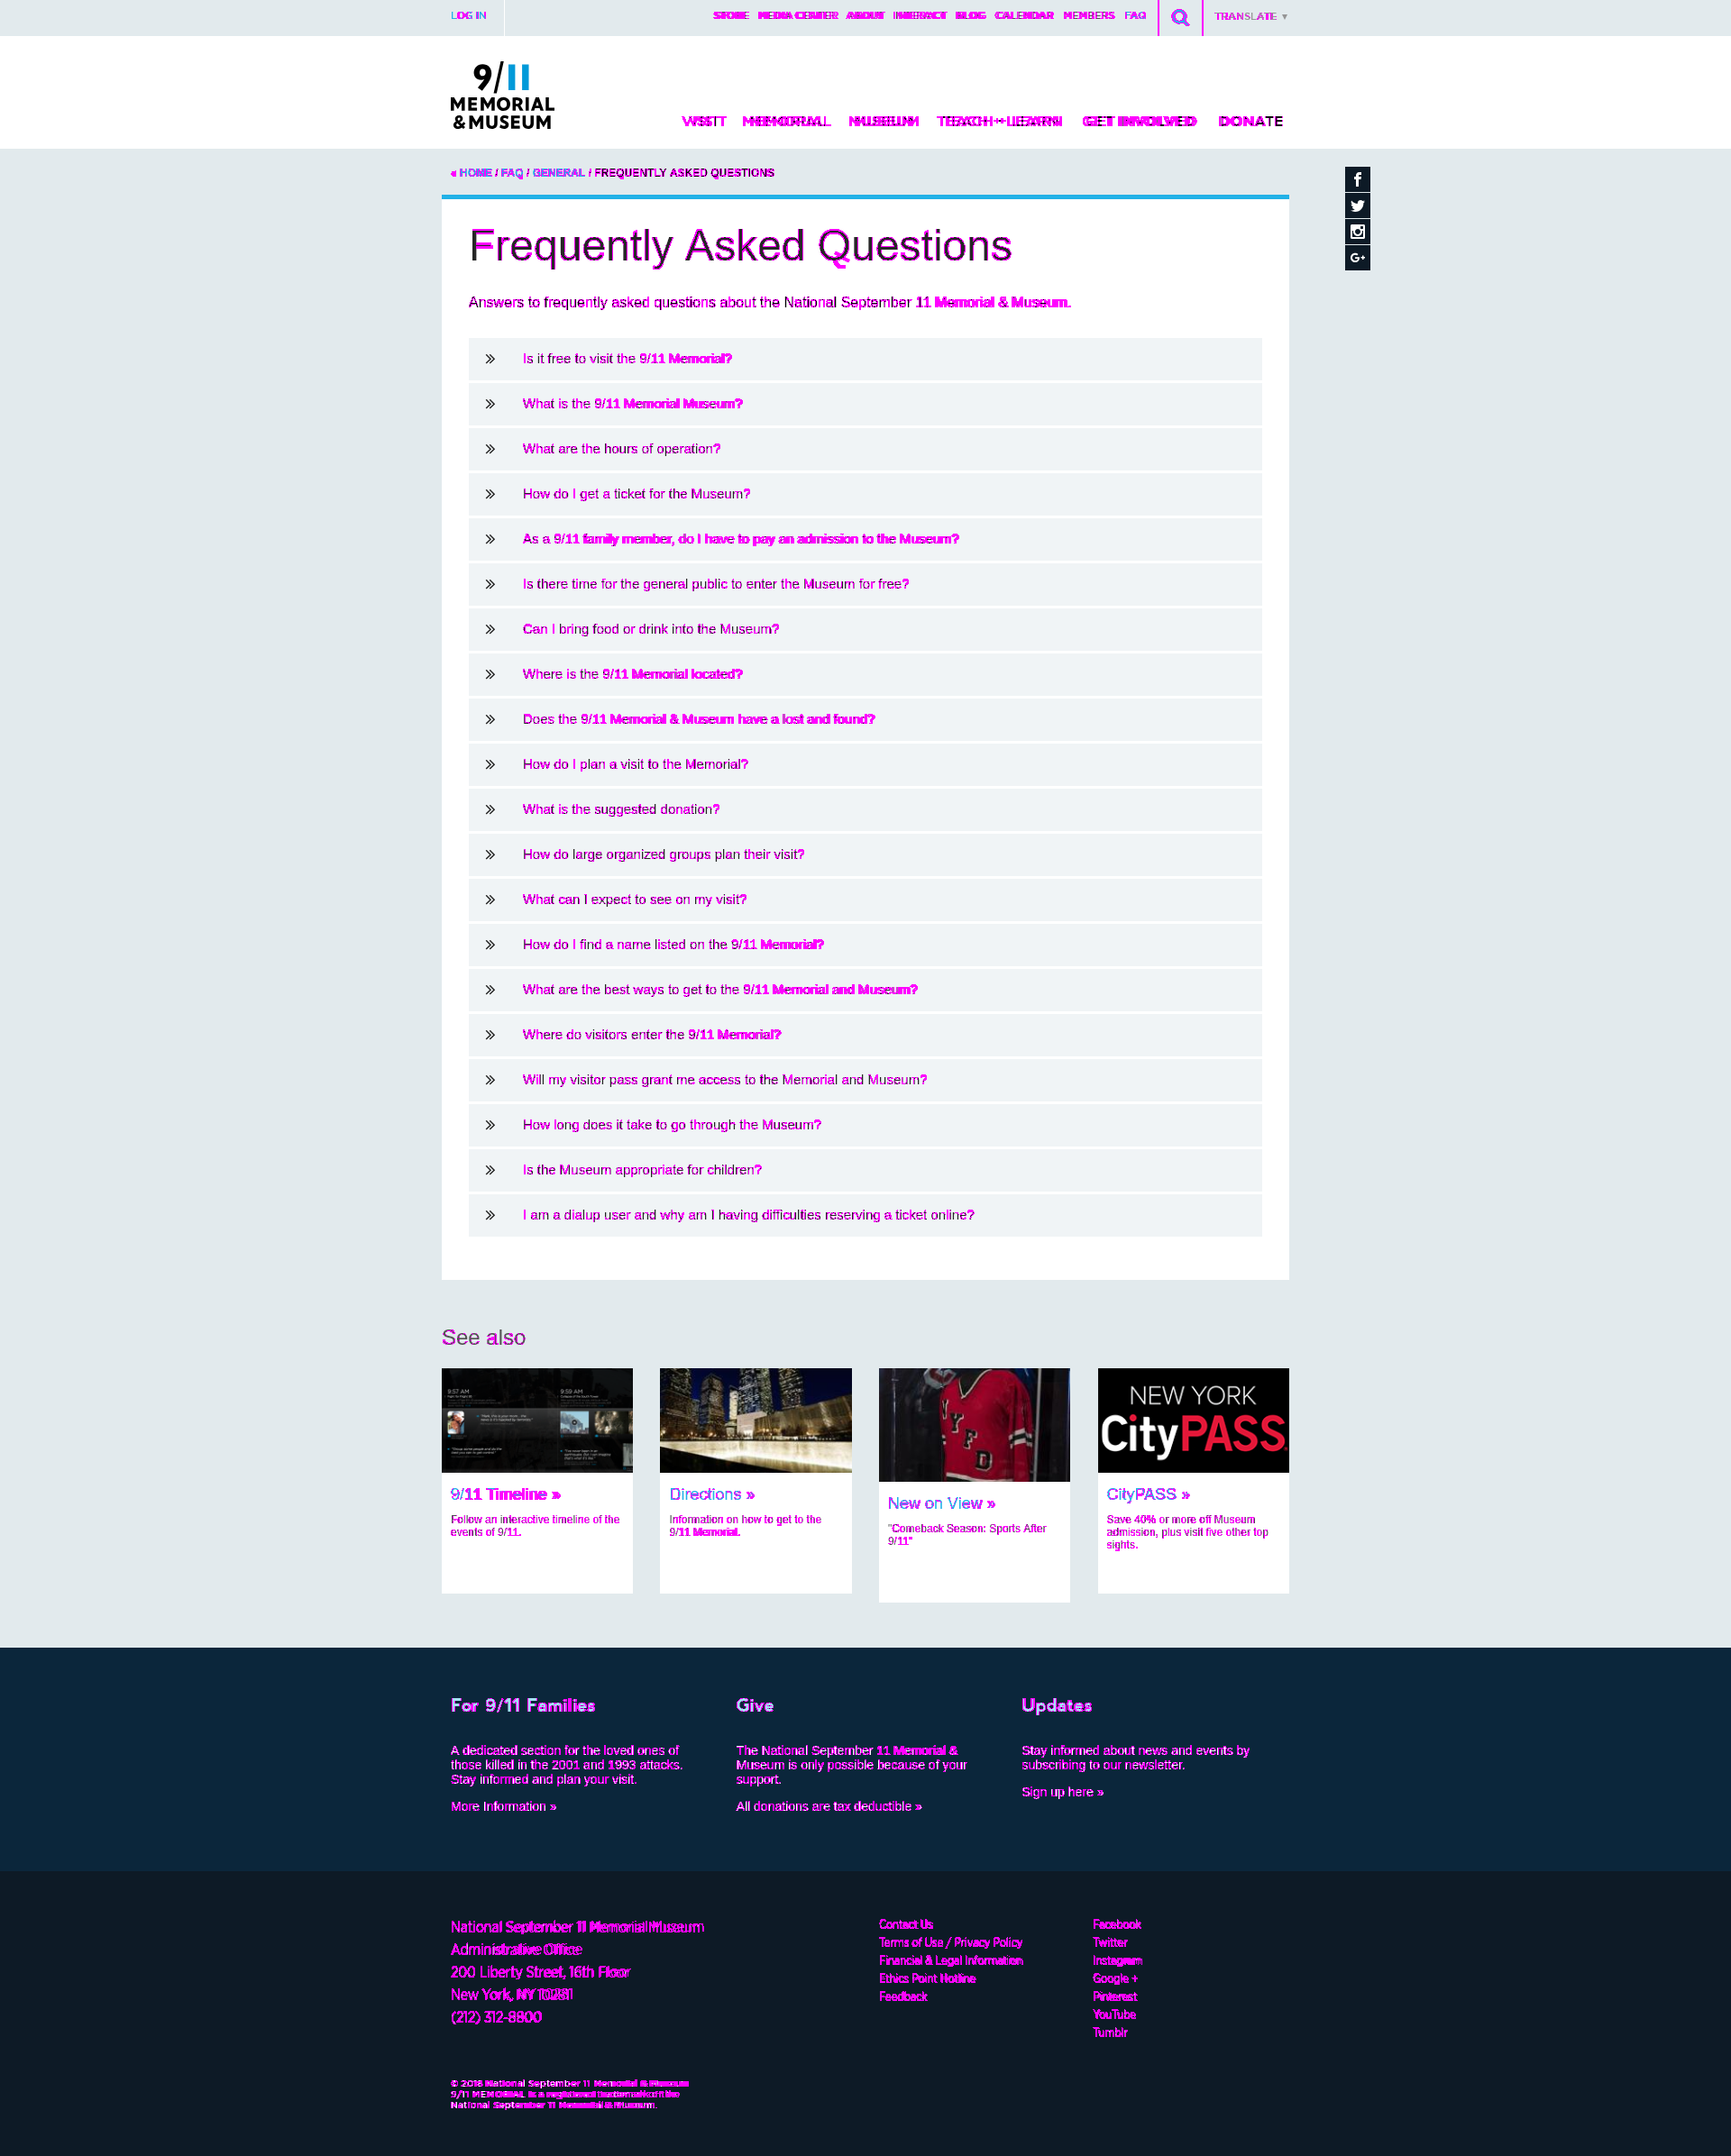 LOG IN
STORE MEDIA CENTER ABOUT INTERACT BLOG CALENDAR MEMBERS FAQ
TRANSLATE ▼
9/11
MEMORIAL
& MUSEUM
VISIT MEMORIAL MUSEUM TEACH + LEARN GET INVOLVED DONATE
« HOME / FAQ / GENERAL / FREQUENTLY ASKED QUESTIONS
Frequently Asked Questions
Answers to frequently asked questions about the National September 11 Memorial & Museum.
» Is it free to visit the 9/11 Memorial?
» What is the 9/11 Memorial Museum?
» What are the hours of operation?
» How do I get a ticket for the Museum?
» As a 9/11 family member, do I have to pay an admission to the Museum?
» Is there time for the general public to enter the Museum for free?
» Can I bring food or drink into the Museum?
» Where is the 9/11 Memorial located?
» Does the 9/11 Memorial & Museum have a lost and found?
» How do I plan a visit to the Memorial?
» What is the suggested donation?
» How do large organized groups plan their visit?
» What can I expect to see on my visit?
» How do I find a name listed on the 9/11 Memorial?
» What are the best ways to get to the 9/11 Memorial and Museum?
» Where do visitors enter the 9/11 Memorial?
» Will my visitor pass grant me access to the Memorial and Museum?
» How long does it take to go through the Museum?
» Is the Museum appropriate for children?
» I am a dialup user and why am I having difficulties reserving a ticket online?
See also
9:57 AM
9:59 AM
NYFD
NEW YORK
CityPASS
9/11 Timeline »
Follow an interactive timeline of the
events of 9/11.
Directions »
Information on how to get to the
9/11 Memorial.
New on View »
"Comeback Season: Sports After
9/11"
CityPASS »
Save 40% or more off Museum
admission, plus visit five other top
sights.
For 9/11 Families
A dedicated section for the loved ones of
those killed in the 2001 and 1993 attacks.
Stay informed and plan your visit.
More Information »
Give
The National September 11 Memorial &
Museum is only possible because of your
support.
All donations are tax deductible »
Updates
Stay informed about news and events by
subscribing to our newsletter.
Sign up here »
National September 11 Memorial Museum
Administrative Office
200 Liberty Street, 16th Floor
New York, NY 10281
(212) 312-8800
Contact Us
Terms of Use / Privacy Policy
Financial & Legal Information
Ethics Point Hotline
Feedback
Facebook
Twitter
Instagram
Google +
Pinterest
YouTube
Tumblr
© 2018 National September 11 Memorial & Museum
9/11 MEMORIAL is a registered trademark of the
National September 11 Memorial & Museum.